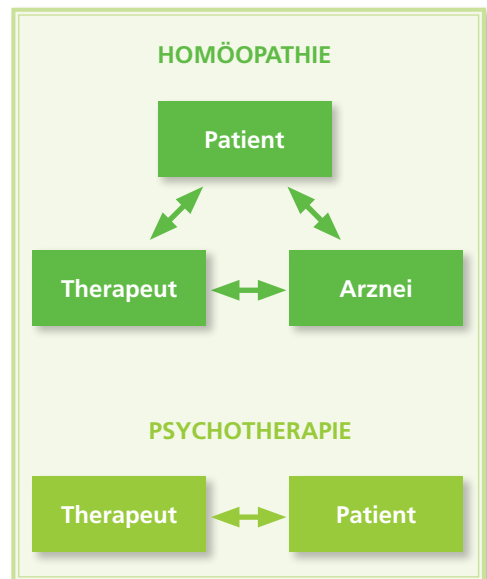 HOMÖOPATHIE
Patient
Therapeut
Arznei
PSYCHOTHERAPIE
Therapeut
Patient